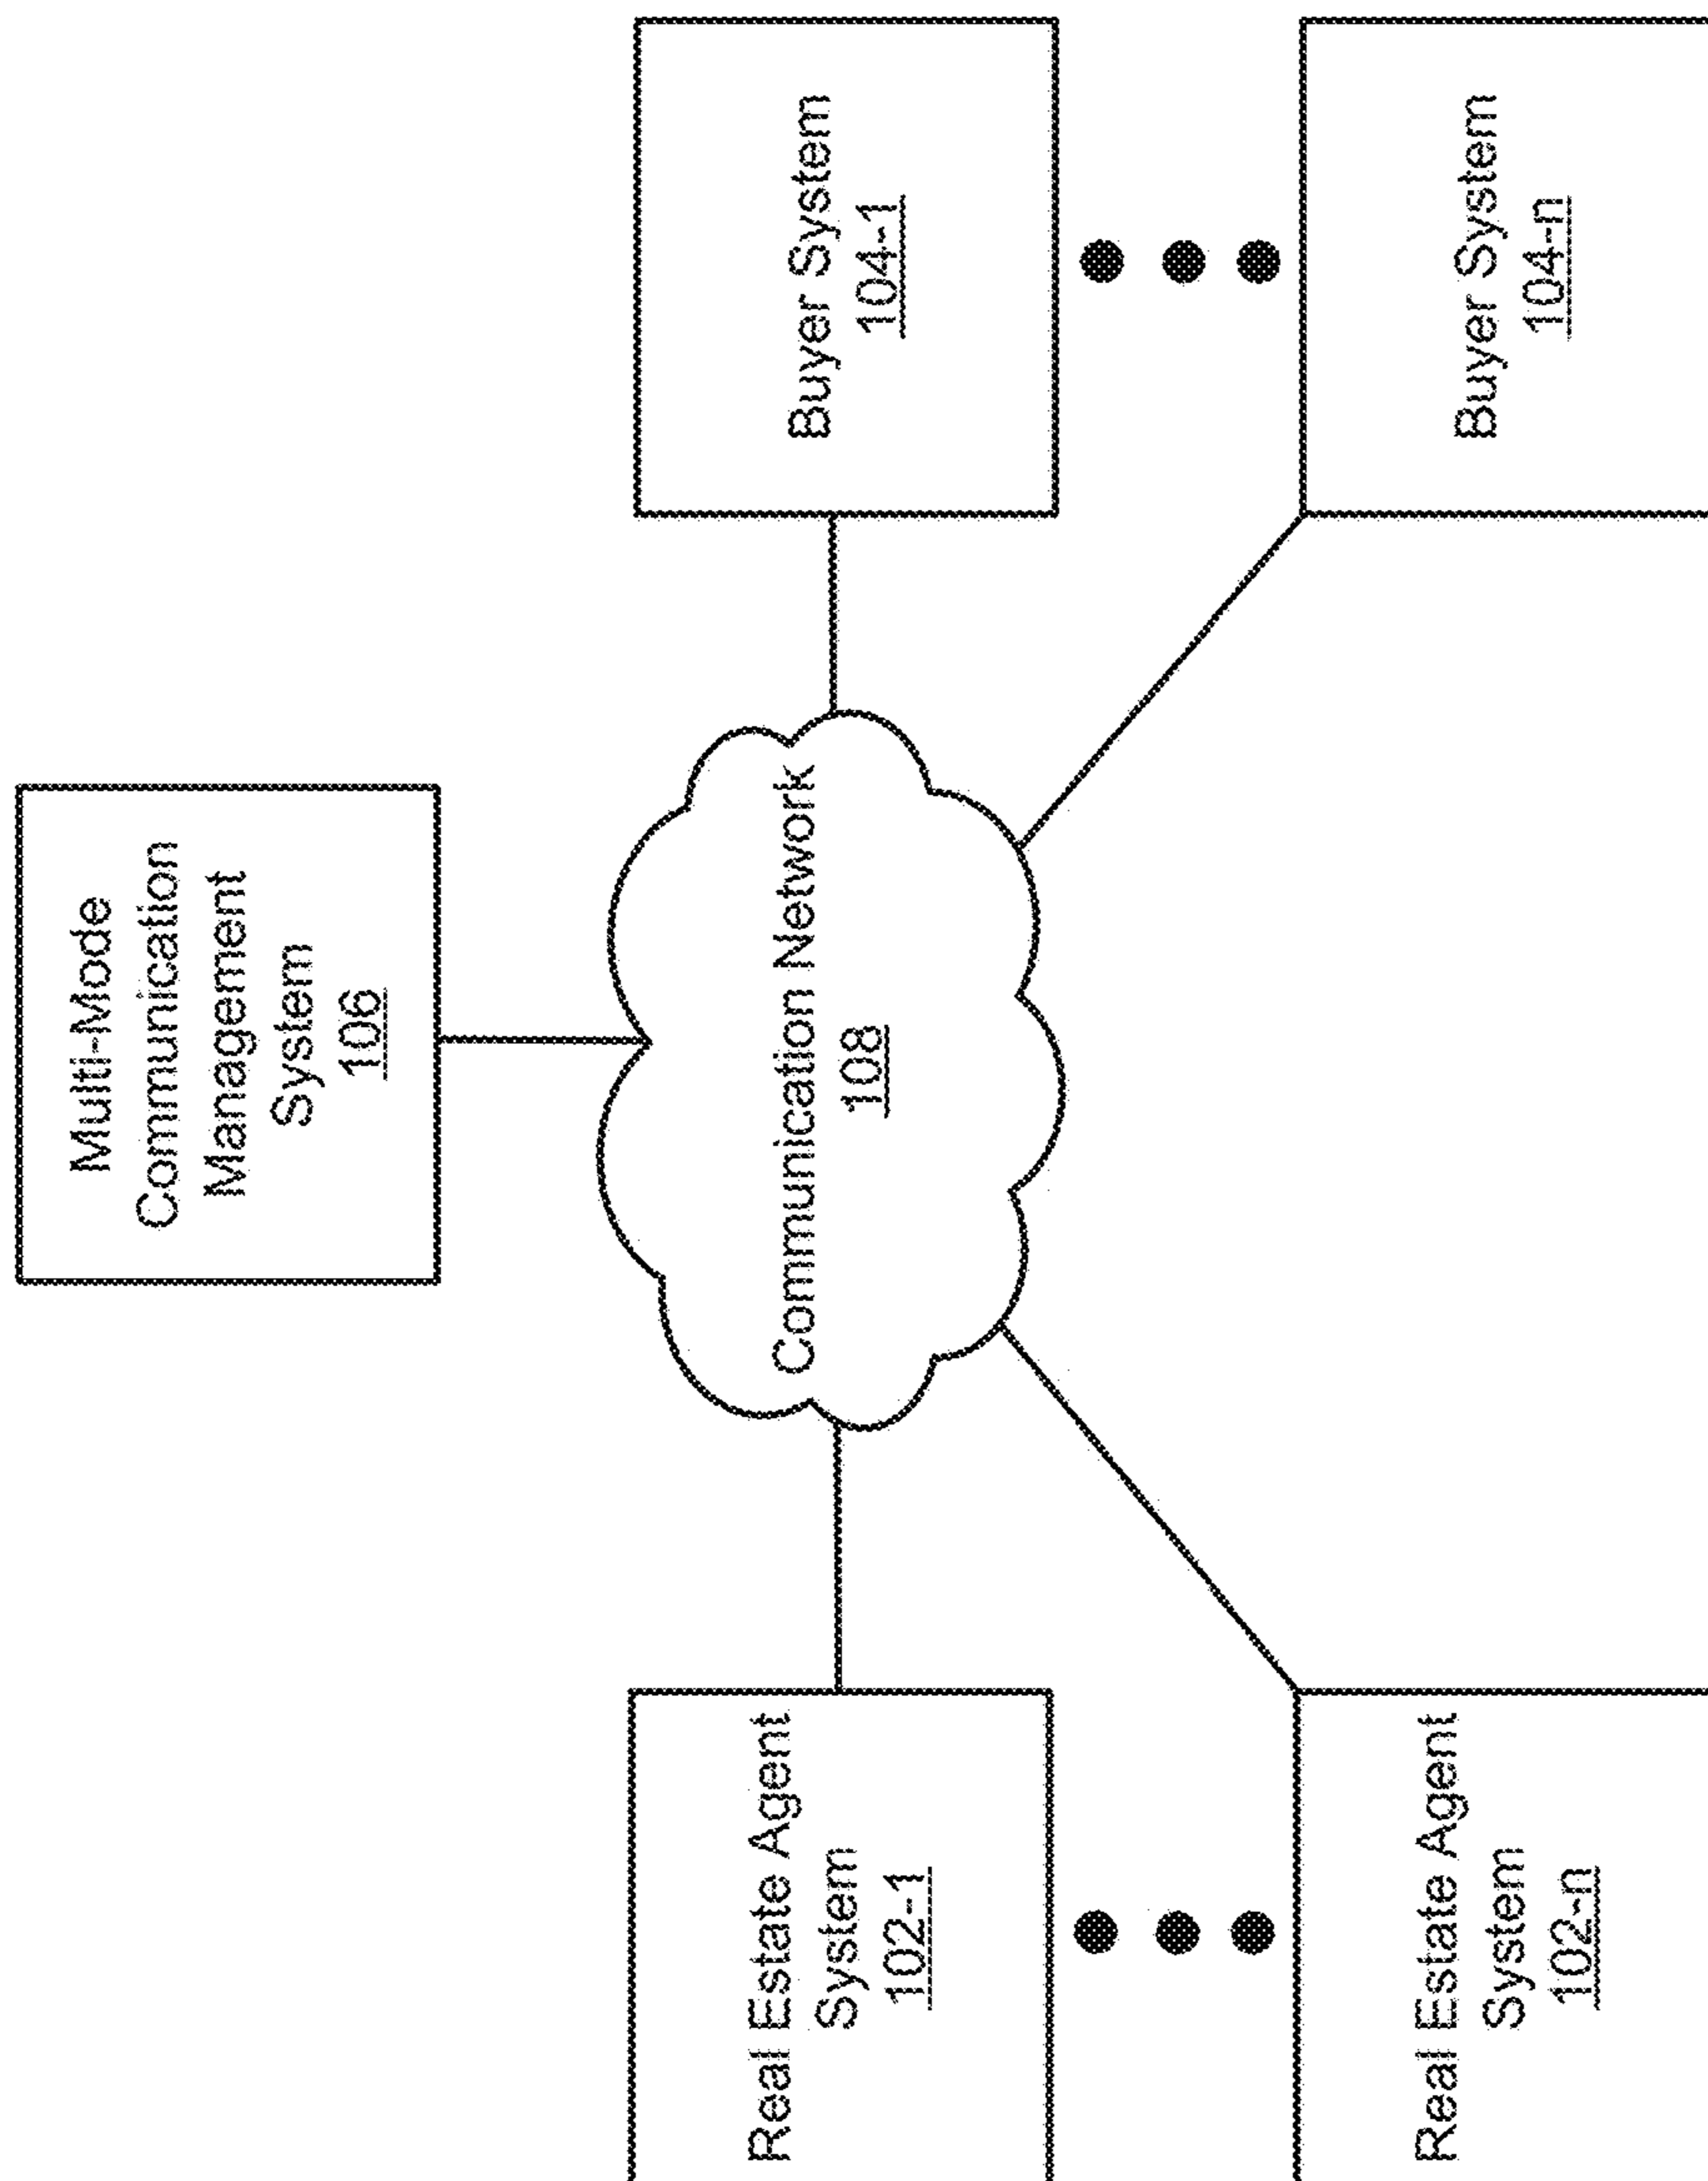 Multi-Mode
Communication
Management
System
106
Real Estate Agent
System
102-1
Communication Network
108
Buyer System
104-1
Real Estate Agent
System
102-n
Buyer System
104-n